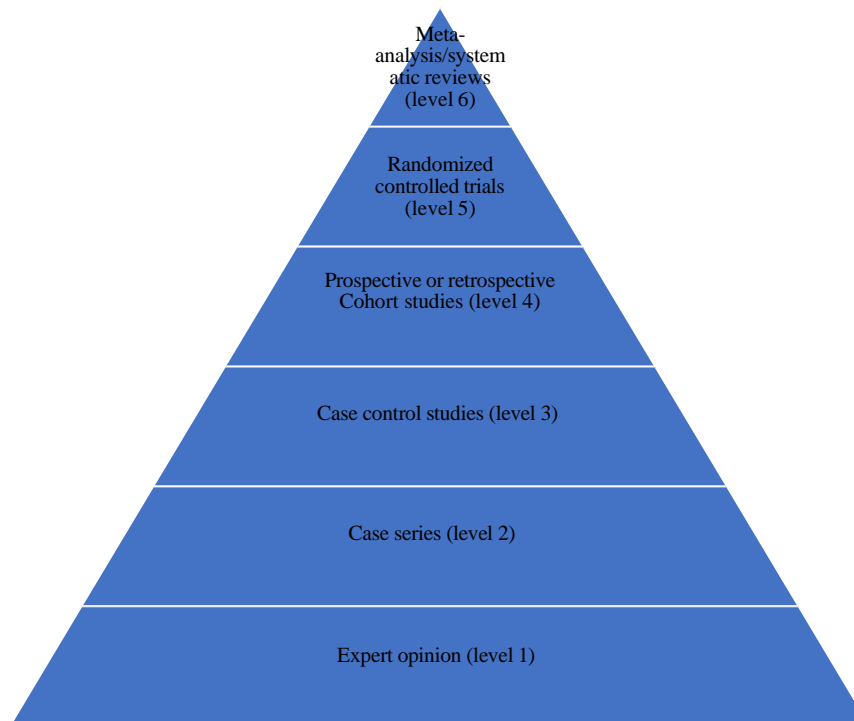 Meta-
analysis/system
atic reviews
(level 6)
Randomized
controlled trials
(level 5)
Prospective or retrospective
Cohort studies (level 4)
Case control studies (level 3)
Case series (level 2)
Expert opinion (level 1)